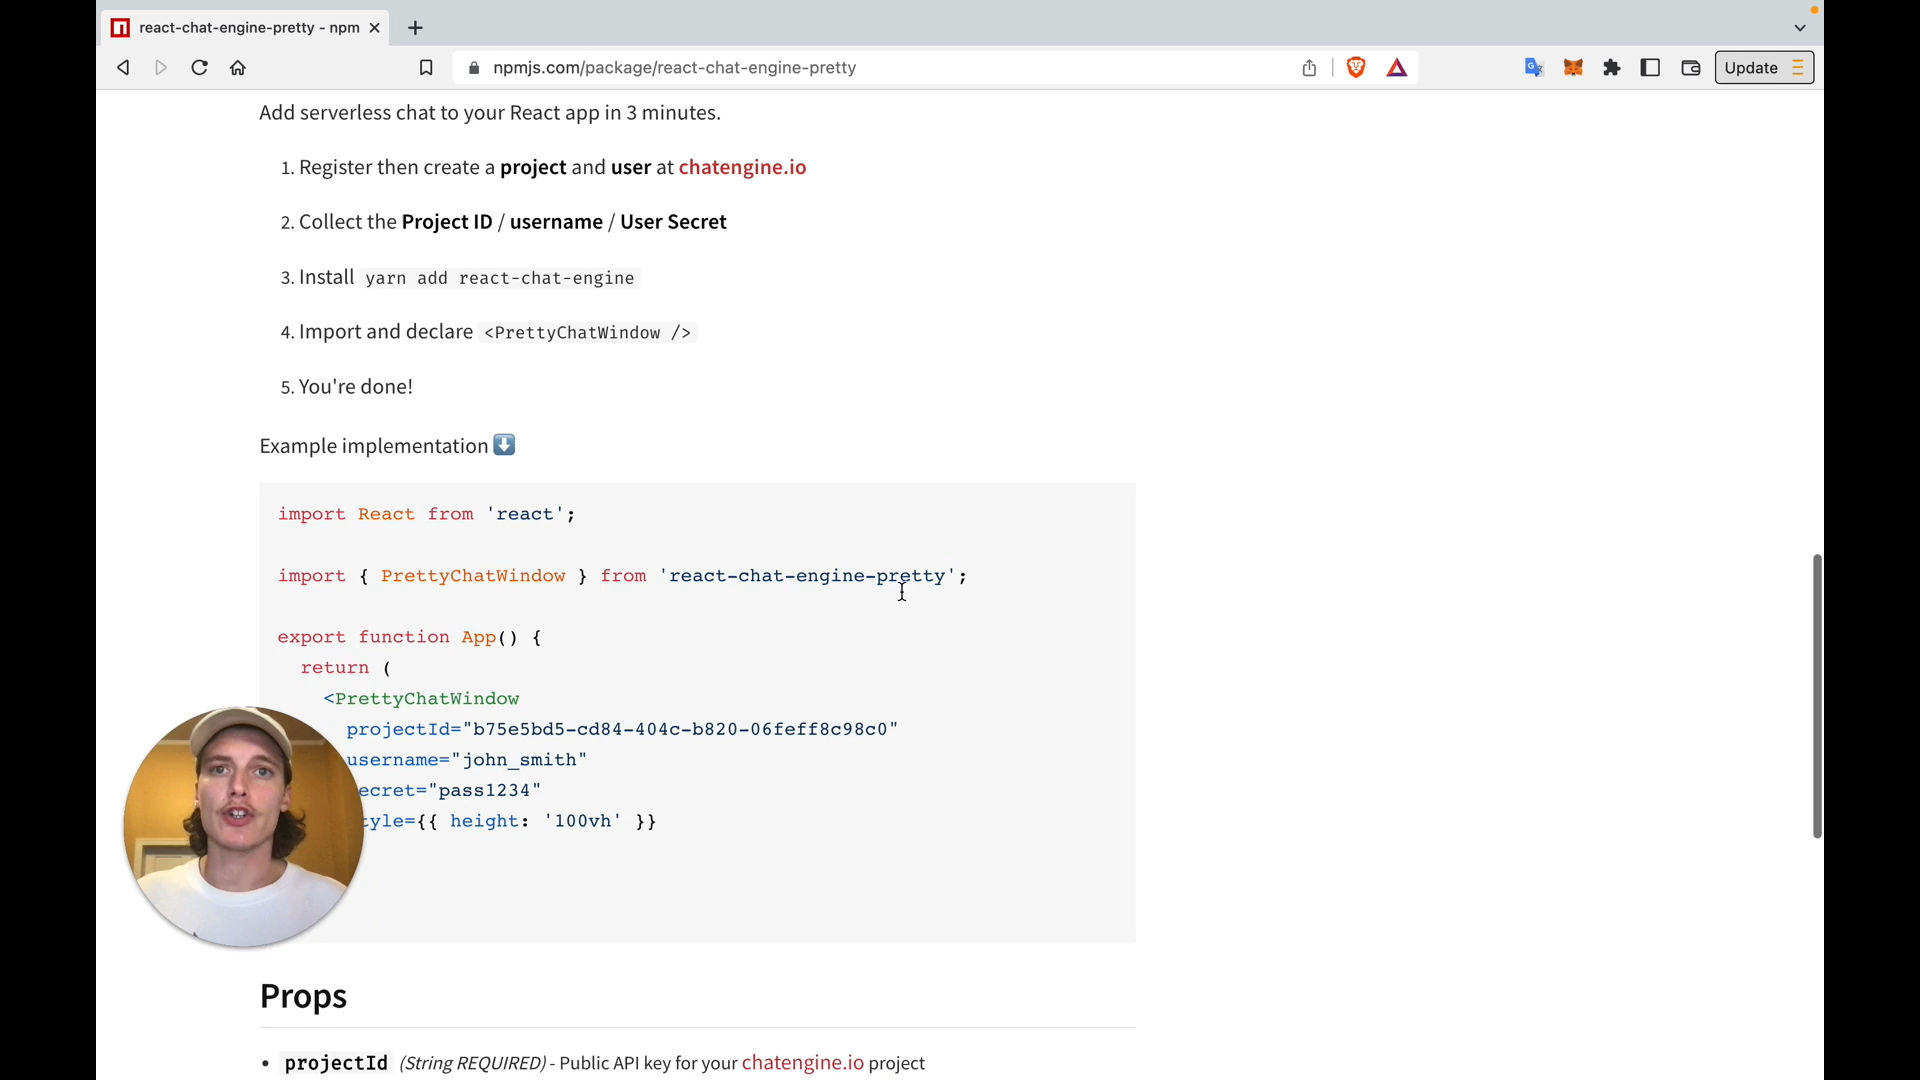 react-chat-engine-pretty - npm
npmjs.com/package/react-chat-engine-pretty
Update
Add serverless chat to your React app in 3 minutes.
1. Register then create a project and user at chatengine.io
2. Collect the Project ID / username / User Secret
3. Install yarn add react-chat-engine
4. Import and declare <PrettyChatWindow />
5. You're done!
Example implementation
import React from 'react';
import { PrettyChatWindow } from 'react-chat-engine-pretty';
export function App() {
return (
<PrettyChatWindow
projectId="b75e5bd5-cd84-404c-b820-06feff8c98c0"
username="john_smith"
ecret="pass1234"
tyle={{ height: '100vh' }}
Props
• projectId (String REQUIRED) - Public API key for your chatengine.io project